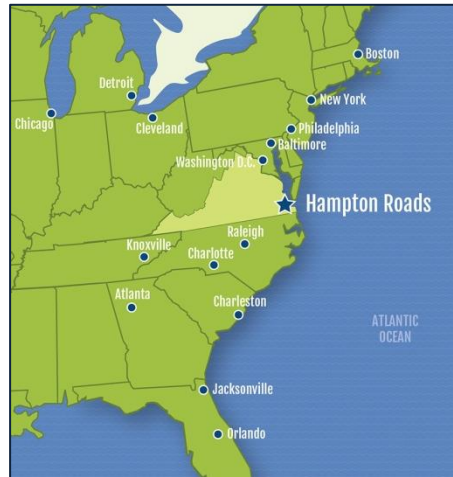 Boston
Detroit
New York
Chicago
Cleveland
Philadelphia
Baltimore
Washington D.C.
Hampton Roads
Raleigh
Knoxville
Charlotte
Atlanta
Charleston
ATLANTIC
OCEAN
Jacksonville
Orlando